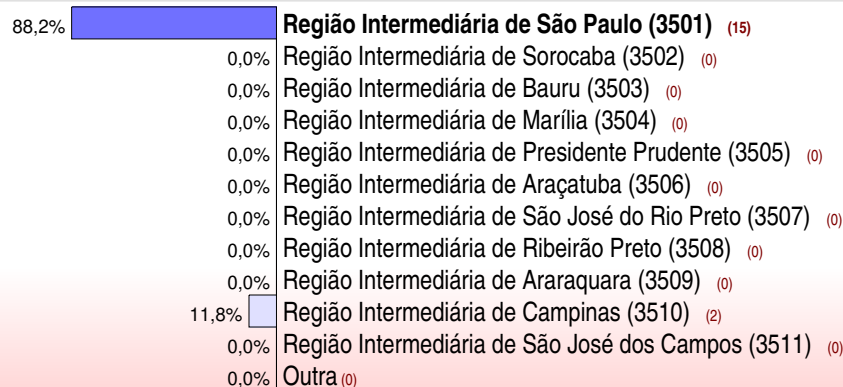 88,2% Região Intermediária de São Paulo (3501) (15)
0,0% Região Intermediária de Sorocaba (3502) (0)
0,0% Região Intermediária de Bauru (3503) (0)
0,0% Região Intermediária de Marília (3504) (0)
0,0% Região Intermediária de Presidente Prudente (3505) (0)
0,0% Região Intermediária de Araçatuba (3506) (0)
0,0% Região Intermediária de São José do Rio Preto (3507) (0)
0,0% Região Intermediária de Ribeirão Preto (3508) (0)
0,0% Região Intermediária de Araraquara (3509) (0)
11,8% Região Intermediária de Campinas (3510) (2)
0,0% Região Intermediária de São José dos Campos (3511) (0)
0,0% Outra (0)